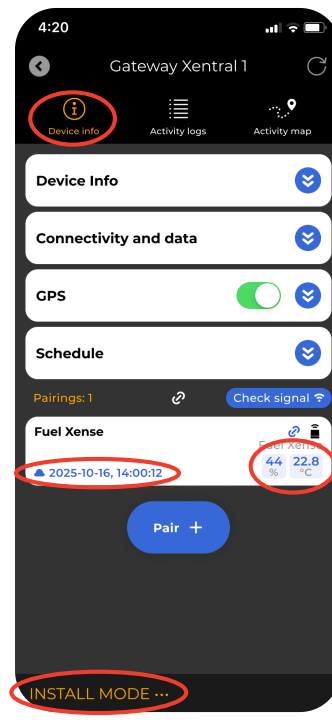 4:20
Gateway Xentral 1
Device info Activity logs Activity map
Device Info
Connectivity and data
GPS
Schedule
Pairings: 1 Check signal
Fuel Xense
Fuel Xense
2025-10-16, 14:00:12 44 22.8
% °C
Pair +
INSTALL MODE ···